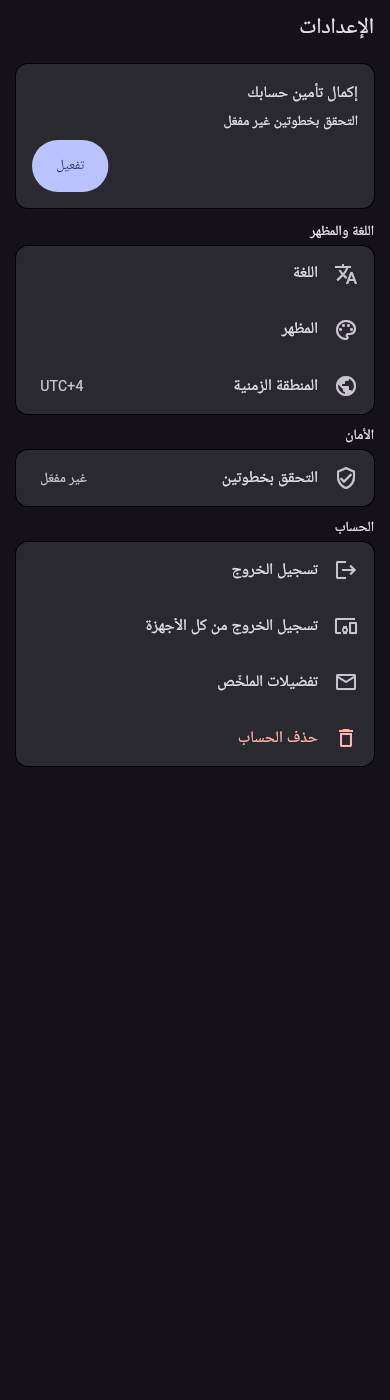 الإعدادات
إكمال تأمين حسابك
التحقق بخطوتين غير مفعّل
تفعيل
اللغة والمظهر
اللغة
المظهر
المنطقة الزمنية UTC+4
الأمان
التحقق بخطوتين غير مفعّل
الحساب
تسجيل الخروج
تسجيل الخروج من كل الأجهزة
تفضيلات الملخّص
حذف الحساب